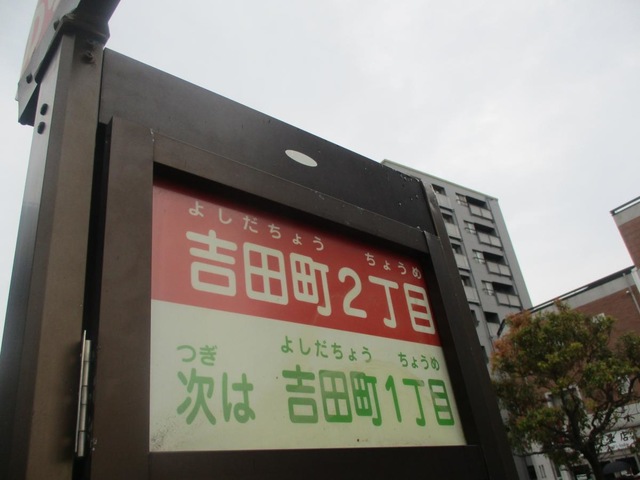 よしだちょう ちょうめ
吉田町2丁目
つぎ よしだちょう ちょうめ
次は 吉田町1丁目
店